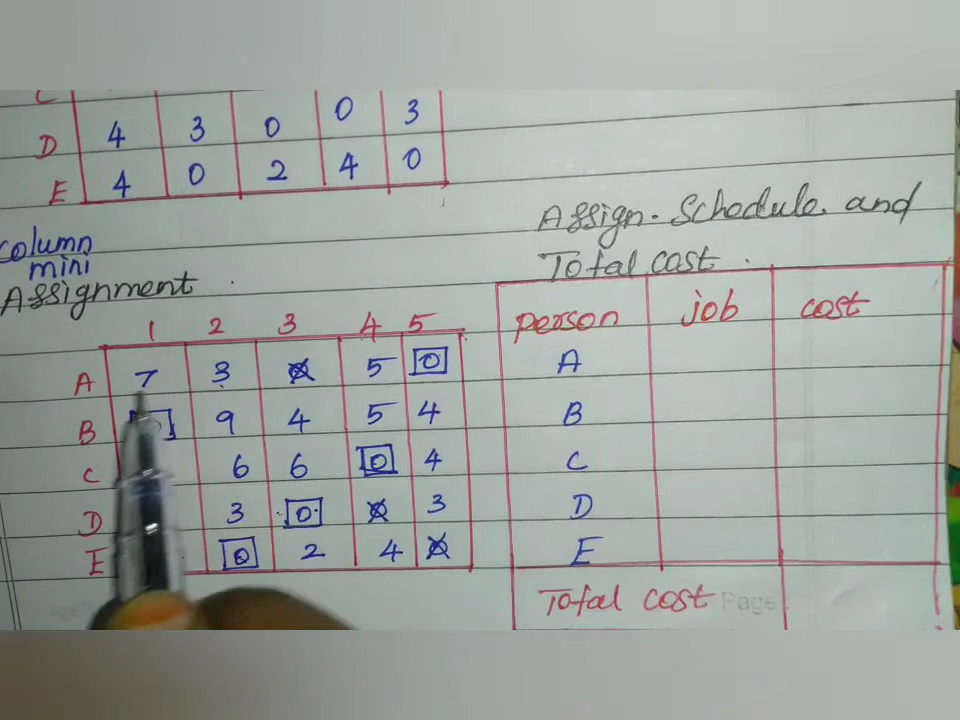 C
D 4 3 0 0 3
E 4 0 2 4 0
Assign. Schedule and
Total cost.
column
mini
Assignment.
1 2 3 4 5
A 7 3 0 5 0
B 0 9 4 5 4
C 6 6 0 4
D 3 0 0 3
E 0 2 4 0
person job cost
A
B
C
D
E
Total cost
Page